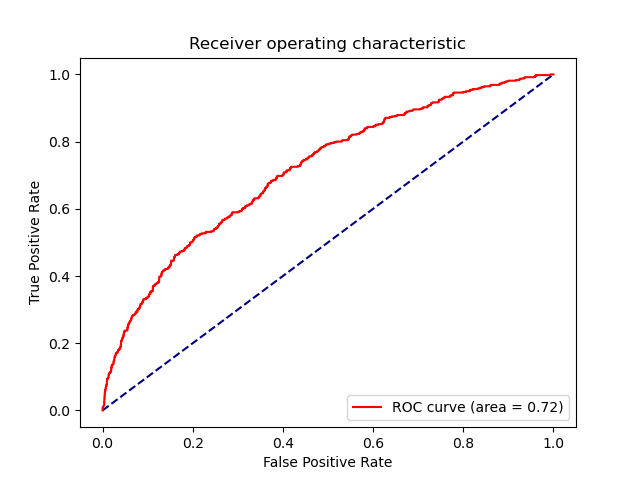 Receiver operating characteristic
True Positive Rate
1.0
0.8
0.6
0.4
0.2
0.0
ROC curve (area = 0.72)
0.0 0.2 0.4 0.6 0.8 1.0
False Positive Rate